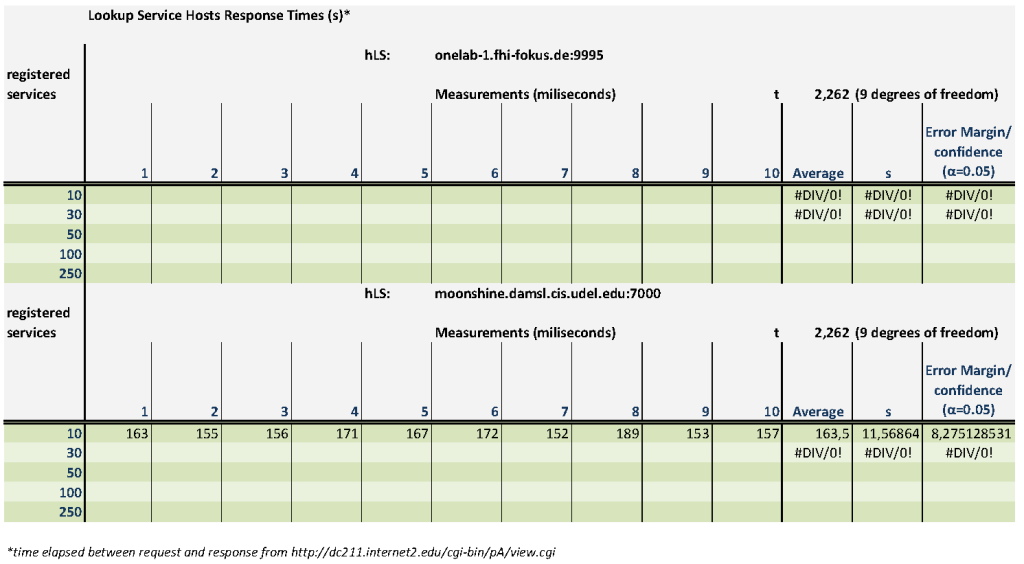 Lookup Service Hosts Response Times (s)*
hLS: onelab-1.fhi-fokus.de:9995
registered
services Measurements (miliseconds) t 2,262 (9 degrees of freedom)
Error Margin/
confidence
1 2 3 4 5 6 7 8 9 10 Average s (α=0.05)
10 #DIV/0! #DIV/0! #DIV/0!
30 #DIV/0! #DIV/0! #DIV/0!
50
100
250
hLS: moonshine.damsl.cis.udel.edu:7000
registered
services Measurements (miliseconds) t 2,262 (9 degrees of freedom)
Error Margin/
confidence
1 2 3 4 5 6 7 8 9 10 Average s (α=0.05)
10 163 155 156 171 167 172 152 189 153 157 163,5 11,56864 8,275128531
30 #DIV/0! #DIV/0! #DIV/0!
50
100
250
*time elapsed between request and response from http://dc211.internet2.edu/cgi-bin/pA/view.cgi